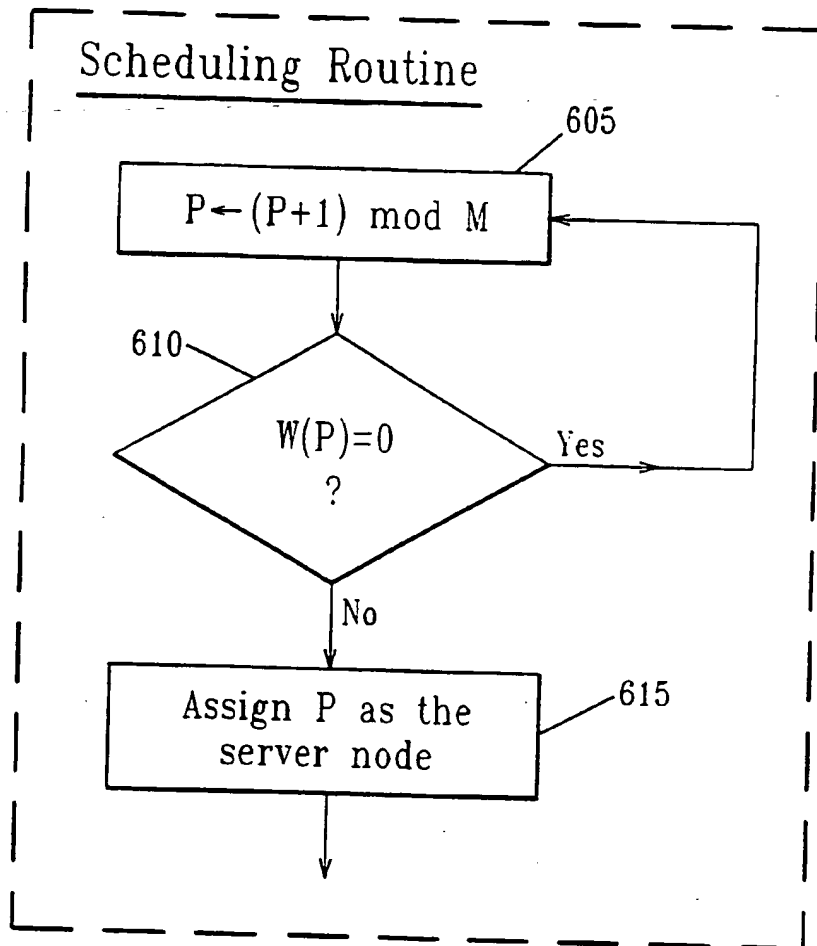 Scheduling Routine
605
P←(P+1) mod M
610
W(P)=0
?
Yes
No
Assign P as the
server node
615